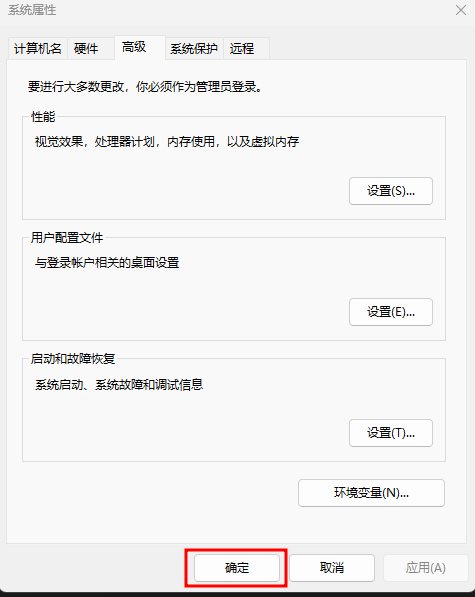 系统属性
计算机名 硬件 高级 系统保护 远程
要进行大多数更改，你必须作为管理员登录。
性能
视觉效果，处理器计划，内存使用，以及虚拟内存
设置(S)...
用户配置文件
与登录帐户相关的桌面设置
设置(E)...
启动和故障恢复
系统启动、系统故障和调试信息
设置(T)...
环境变量(N)...
确定 取消 应用(A)